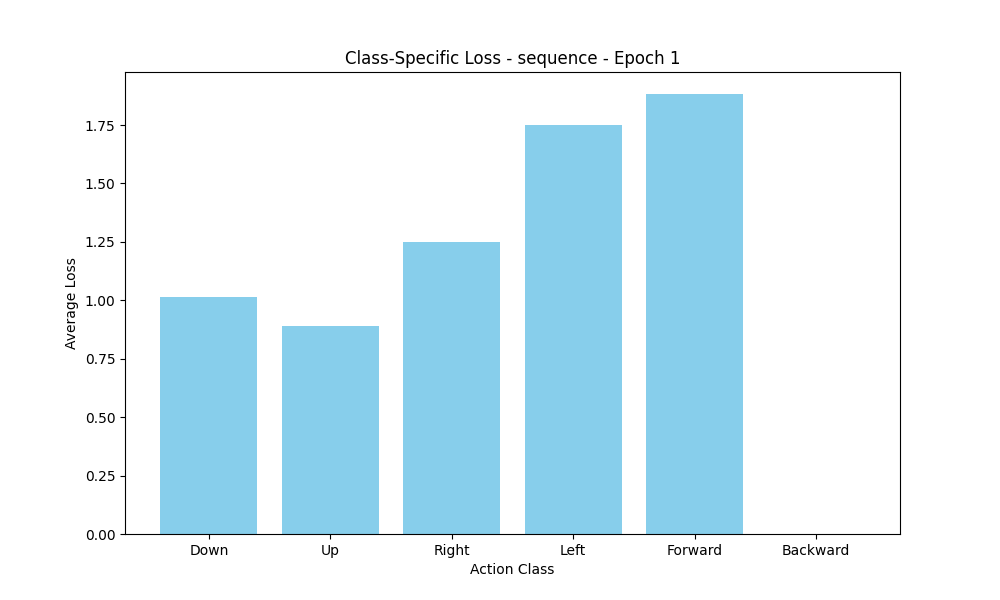 Class-Specific Loss - sequence - Epoch 1
Average Loss
1.75
1.50
1.25
1.00
0.75
0.50
0.25
0.00
Down Up Right Left Forward Backward
Action Class